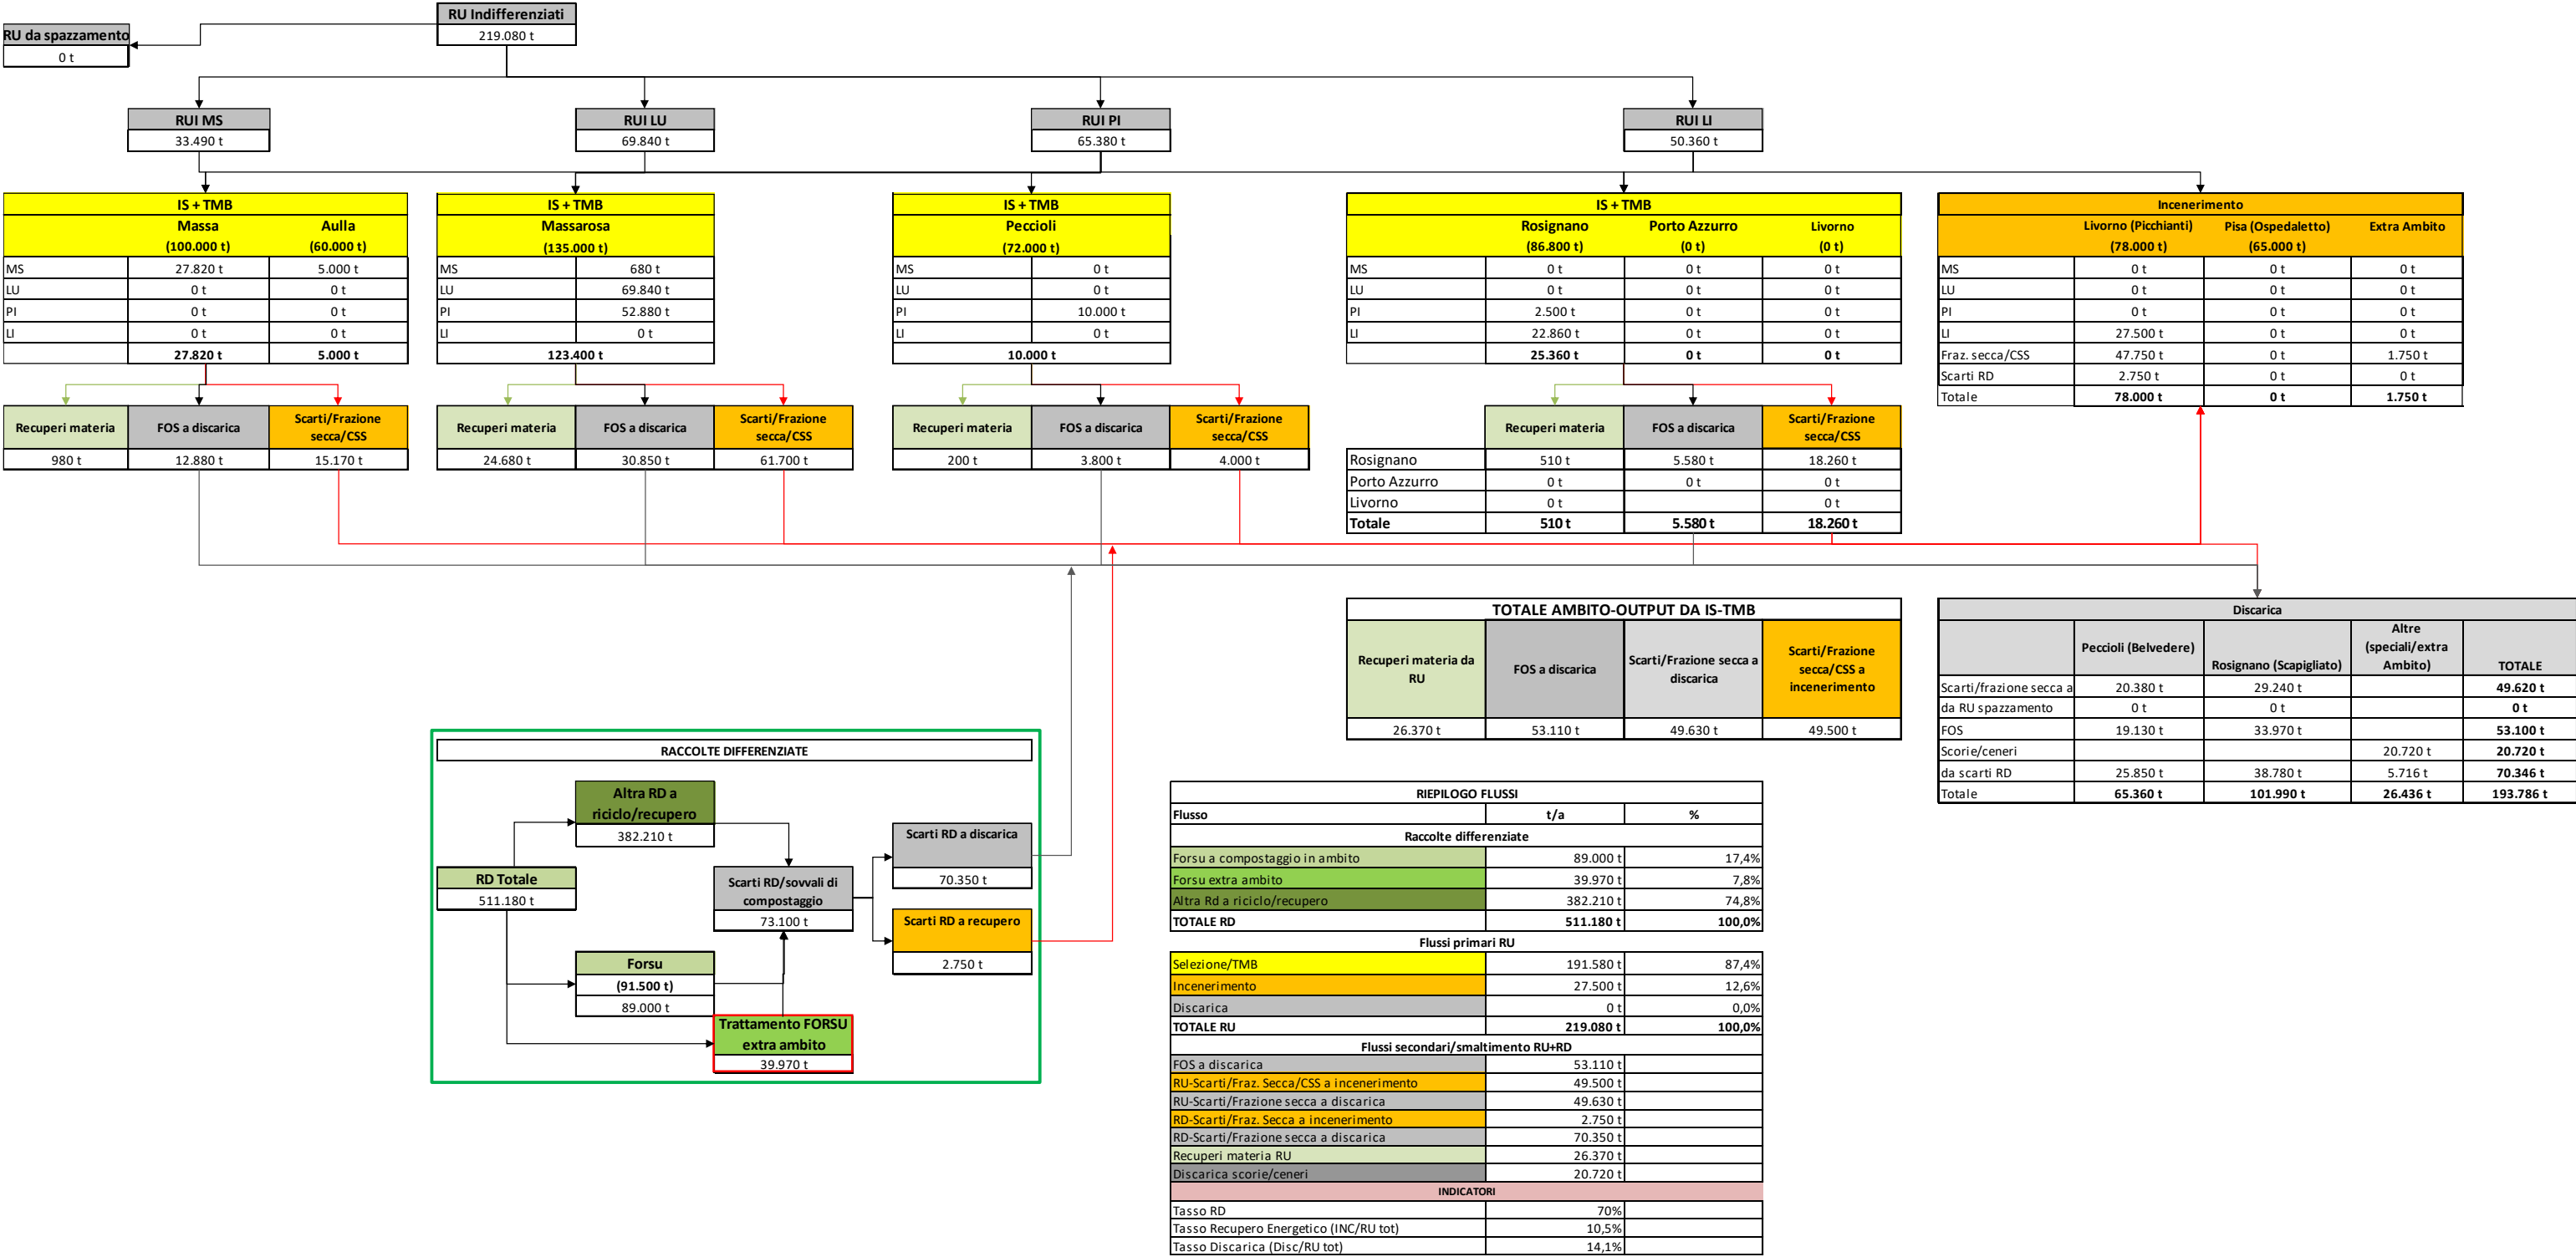 RU Indifferenziati
219.080 t
RU da spazzamento
0 t
RUI MS
33.490 t
RUI LU
69.840 t
RUI PI
65.380 t
RUI LI
50.360 t
IS + TMB
Massa Aulla
(100.000 t) (60.000 t)
MS 27.820 t 5.000 t
LU 0 t 0 t
PI 0 t 0 t
LI 0 t 0 t
27.820 t 5.000 t
IS + TMB
Massarosa
(135.000 t)
MS 680 t
LU 69.840 t
PI 52.880 t
LI 0 t
123.400 t
IS + TMB
Peccioli
(72.000 t)
MS 0 t
LU 0 t
PI 10.000 t
LI 0 t
10.000 t
IS + TMB
Rosignano Porto Azzurro Livorno
(86.800 t) (0 t) (0 t)
MS 0 t 0 t 0 t
LU 0 t 0 t 0 t
PI 2.500 t 0 t 0 t
LI 22.860 t 0 t 0 t
25.360 t 0 t 0 t
Incenerimento
Livorno (Picchianti) Pisa (Ospedaletto) Extra Ambito
(78.000 t) (65.000 t)
MS 0 t 0 t 0 t
LU 0 t 0 t 0 t
PI 0 t 0 t 0 t
LI 27.500 t 0 t 0 t
Fraz. secca/CSS 47.750 t 0 t 1.750 t
Scarti RD 2.750 t 0 t 0 t
Totale 78.000 t 0 t 1.750 t
Recuperi materia FOS a discarica Scarti/Frazione
secca/CSS
980 t 12.880 t 15.170 t
Recuperi materia FOS a discarica Scarti/Frazione
secca/CSS
24.680 t 30.850 t 61.700 t
Recuperi materia FOS a discarica Scarti/Frazione
secca/CSS
200 t 3.800 t 4.000 t
Recuperi materia FOS a discarica Scarti/Frazione
secca/CSS
Rosignano 510 t 5.580 t 18.260 t
Porto Azzurro 0 t 0 t 0 t
Livorno 0 t 0 t
Totale 510 t 5.580 t 18.260 t
TOTALE AMBITO-OUTPUT DA IS-TMB
Recuperi materia da
RU
FOS a discarica
Scarti/Frazione secca a
discarica
Scarti/Frazione
secca/CSS a
incenerimento
26.370 t 53.110 t 49.630 t 49.500 t
Discarica
Peccioli (Belvedere)
Rosignano (Scapigliato)
Altre
(speciali/extra
Ambito)
TOTALE
Scarti/frazione secca a 20.380 t 29.240 t 49.620 t
da RU spazzamento 0 t 0 t 0 t
FOS 19.130 t 33.970 t 53.100 t
Scorie/ceneri 20.720 t 20.720 t
da scarti RD 25.850 t 38.780 t 5.716 t 70.346 t
Totale 65.360 t 101.990 t 26.436 t 193.786 t
RACCOLTE DIFFERENZIATE
Altra RD a
riciclo/recupero
382.210 t
RD Totale
511.180 t
Scarti RD/sovvali di
compostaggio
73.100 t
Scarti RD a discarica
70.350 t
Scarti RD a recupero
2.750 t
Forsu
(91.500 t)
89.000 t
Trattamento FORSU
extra ambito
39.970 t
RIEPILOGO FLUSSI
Flusso t/a %
Raccolte differenziate
Forsu a compostaggio in ambito 89.000 t 17,4%
Forsu extra ambito 39.970 t 7,8%
Altra Rd a riciclo/recupero 382.210 t 74,8%
TOTALE RD 511.180 t 100,0%
Flussi primari RU
Selezione/TMB 191.580 t 87,4%
Incenerimento 27.500 t 12,6%
Discarica 0 t 0,0%
TOTALE RU 219.080 t 100,0%
Flussi secondari/smaltimento RU+RD
FOS a discarica 53.110 t
RU-Scarti/Fraz. Secca/CSS a incenerimento 49.500 t
RU-Scarti/Frazione secca a discarica 49.630 t
RD-Scarti/Fraz. Secca a incenerimento 2.750 t
RD-Scarti/Frazione secca a discarica 70.350 t
Recuperi materia RU 26.370 t
Discarica scorie/ceneri 20.720 t
INDICATORI
Tasso RD 70%
Tasso Recupero Energetico (INC/RU tot) 10,5%
Tasso Discarica (Disc/RU tot) 14,1%